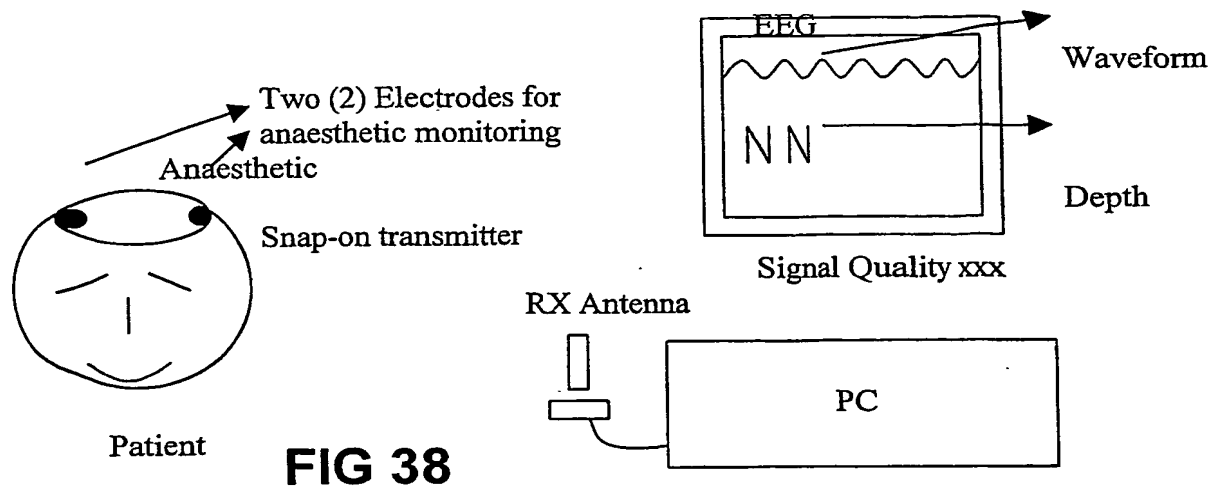 Two (2) Electrodes for
anaesthetic monitoring
Anaesthetic
Snap-on transmitter
Patient
EEG
Waveform
NN
Depth
Signal Quality xxx
RX Antenna
PC
FIG 38